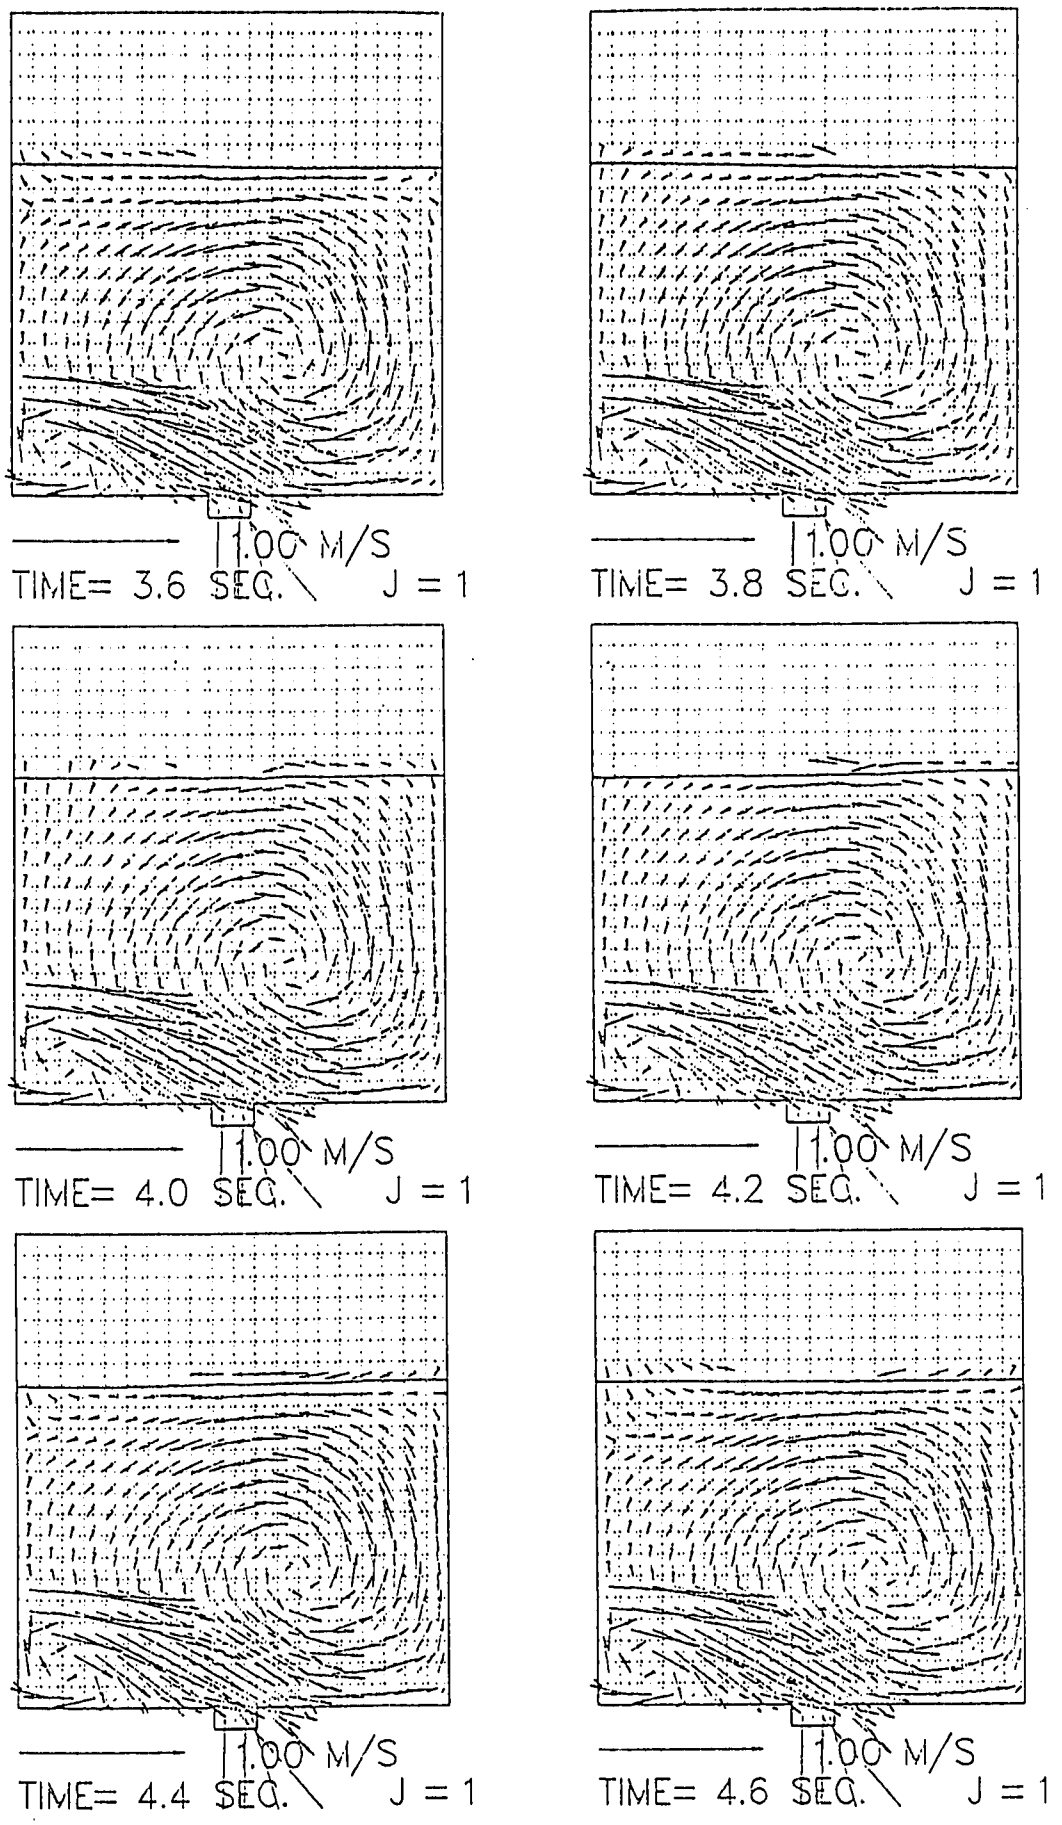 1.00 M/S
TIME= 3.6 SEC. J = 1
1.00 M/S
TIME= 3.8 SEC. J = 1
1.00 M/S
TIME= 4.0 SEC. J = 1
1.00 M/S
TIME= 4.2 SEC. J = 1
1.00 M/S
TIME= 4.4 SEC. J = 1
1.00 M/S
TIME= 4.6 SEC. J = 1